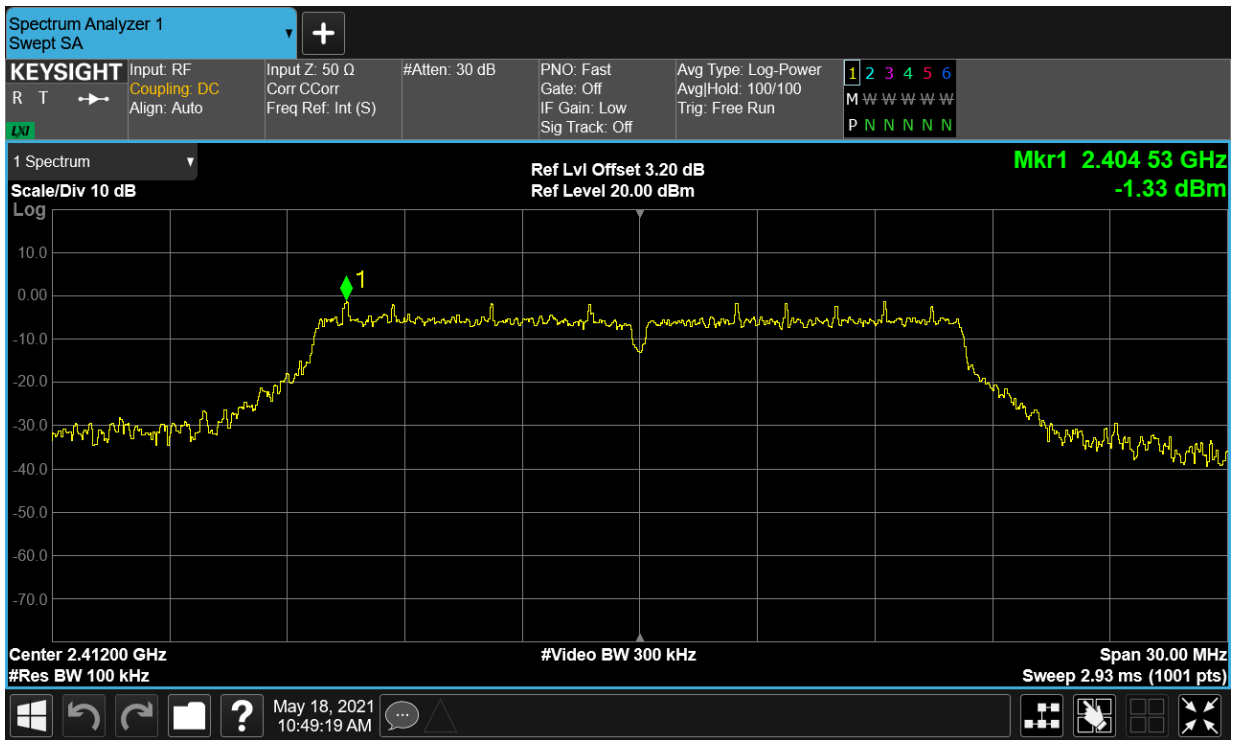 Spectrum Analyzer 1
Swept SA
KEYSIGHT
R T
LXI
Input: RF
Coupling: DC
Align: Auto
Input Z: 50 Ω
Corr CCorr
Freq Ref: Int (S)
#Atten: 30 dB
PNO: Fast
Gate: Off
IF Gain: Low
Sig Track: Off
Avg Type: Log-Power
Avg|Hold: 100/100
Trig: Free Run
1 2 3 4 5 6
M W W W W W
P N N N N N
1 Spectrum
Scale/Div 10 dB
Log
Ref Lvl Offset 3.20 dB
Ref Level 20.00 dBm
Mkr1 2.404 53 GHz
-1.33 dBm
1
10.0
0.00
-10.0
-20.0
-30.0
-40.0
-50.0
-60.0
-70.0
Center 2.41200 GHz
#Res BW 100 kHz
#Video BW 300 kHz
Span 30.00 MHz
Sweep 2.93 ms (1001 pts)
?
May 18, 2021
10:49:19 AM